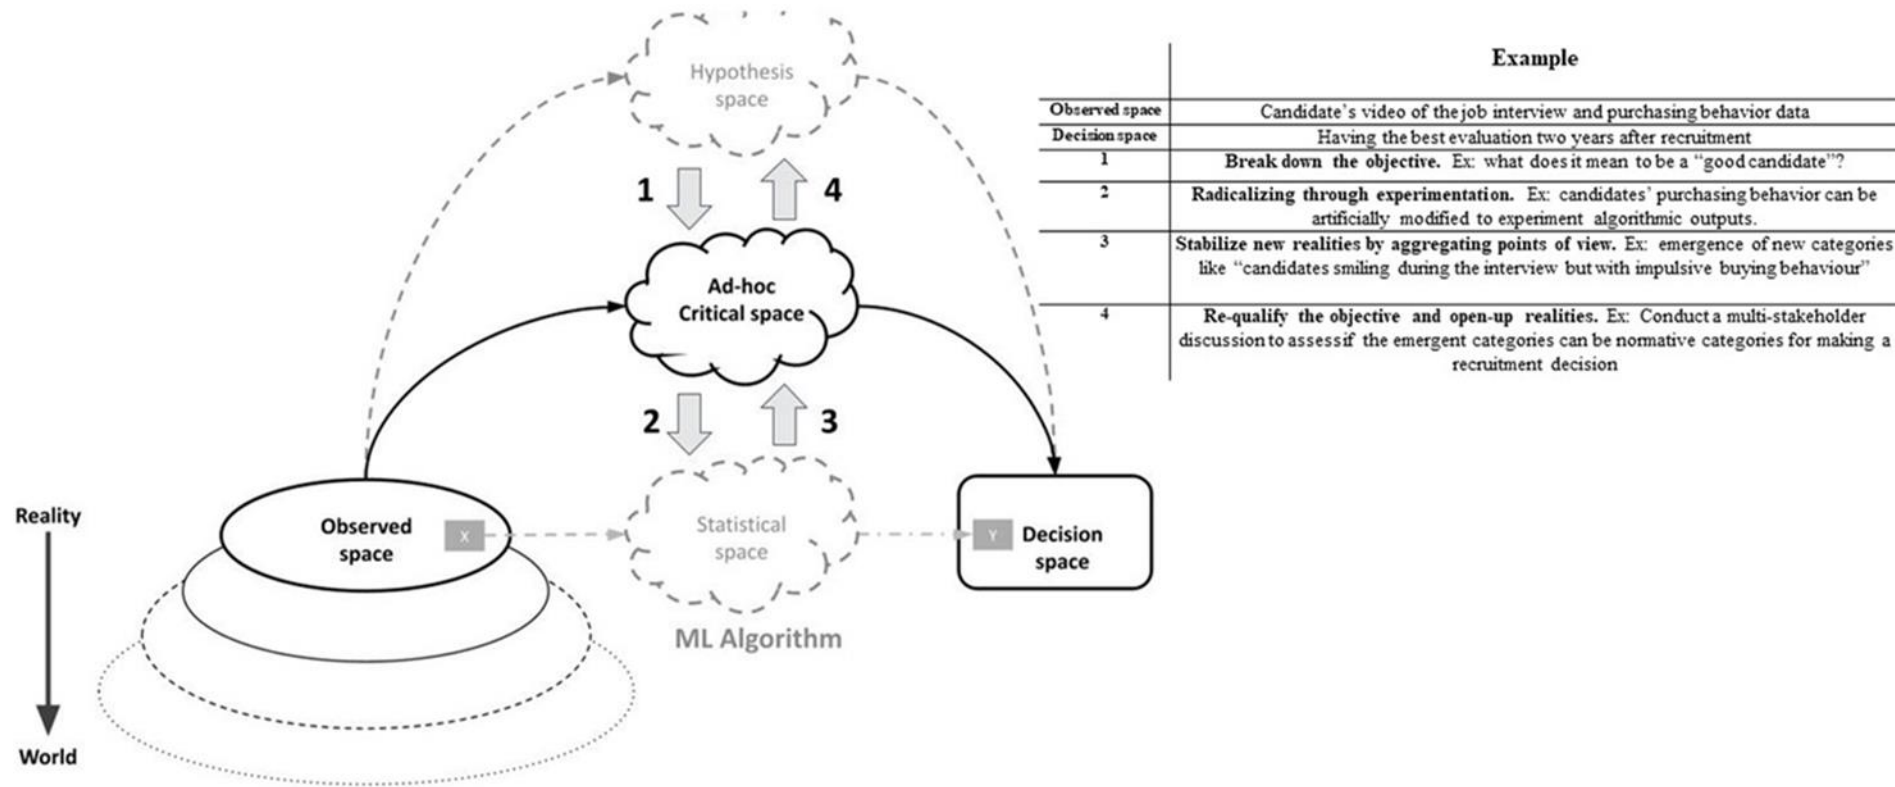 Hypothesis
space
1
4
Ad-hoc
Critical space
2
3
Reality
Observed
space
X
Statistical
space
Y
Decision
space
ML Algorithm
World
Example
Observed space
Candidate's video of the job interview and purchasing behavior data
Decision space
Having the best evaluation two years after recruitment
1
Break down the objective. Ex: what does it mean to be a "good candidate"?
2
Radicalizing through experimentation. Ex: candidates' purchasing behavior can be
artificially modified to experiment algorithmic outputs.
3
Stabilize new realities by aggregating points of view. Ex: emergence of new categories
like "candidates smiling during the interview but with impulsive buying behaviour"
4
Re-qualify the objective and open-up realities. Ex: Conduct a multi-stakeholder
discussion to assess if the emergent categories can be normative categories for making a
recruitment decision